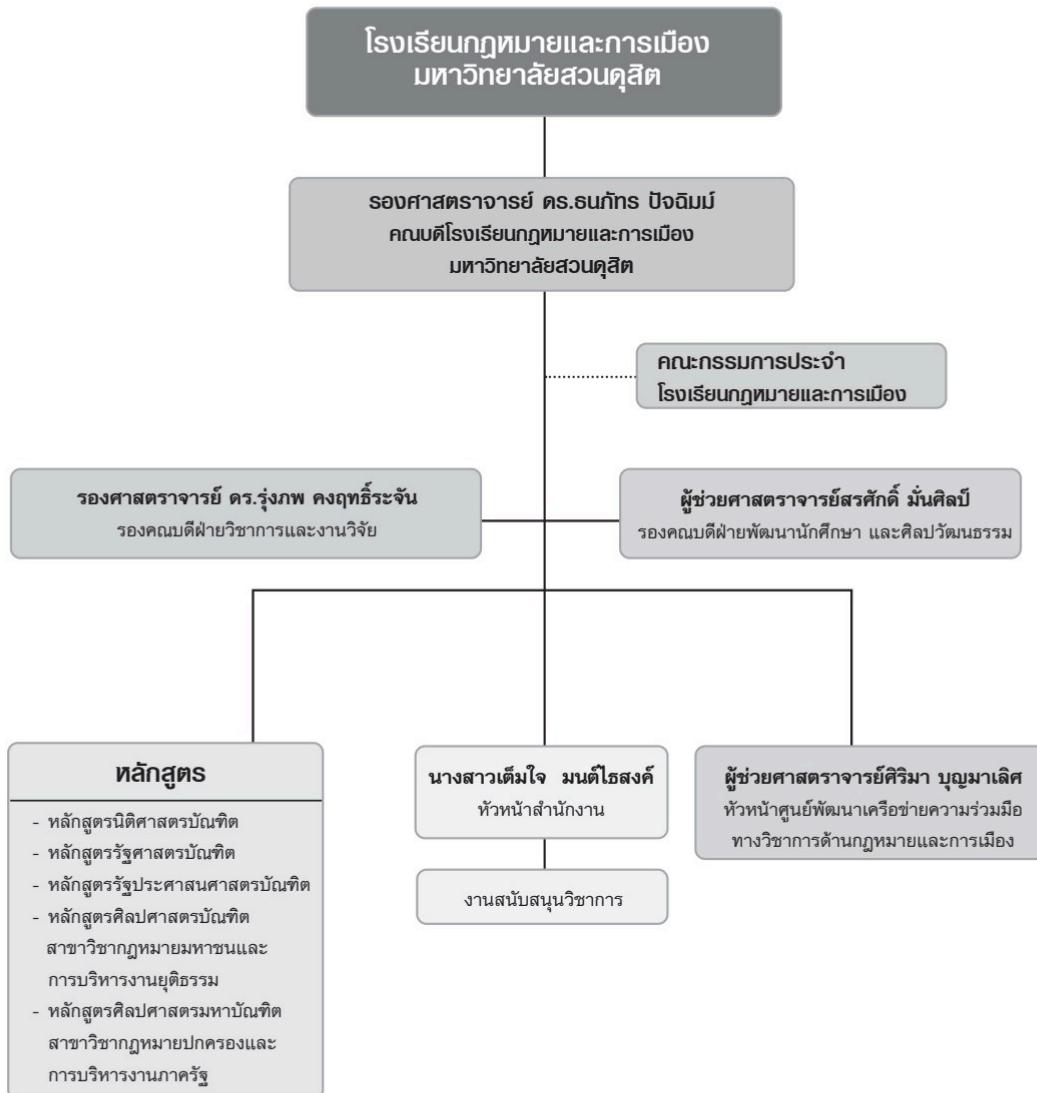 โรงเรียนกฎหมายและการเมือง
มหาวิทยาลัยสวนดุสิต
รองศาสตราจารย์ ดร.ธนภัทร ปัจฉิมม์
คณบดีโรงเรียนกฎหมายและการเมือง
มหาวิทยาลัยสวนดุสิต
คณะกรรมการประจำ
โรงเรียนกฎหมายและการเมือง
รองศาสตราจารย์ ดร.รุ่งภพ คงฤทธิ์ระจัน
รองคณบดีฝ่ายวิชาการและงานวิจัย
ผู้ช่วยศาสตราจารย์สรศักดิ์ มั่นศิลป์
รองคณบดีฝ่ายพัฒนานักศึกษา และศิลปวัฒนธรรม
หลักสูตร
- หลักสูตรนิติศาสตรบัณฑิต
- หลักสูตรรัฐศาสตรบัณฑิต
- หลักสูตรรัฐประศาสนศาสตรบัณฑิต
- หลักสูตรศิลปศาสตรบัณฑิต
สาขาวิชากฎหมายมหาชนและ
การบริหารงานยุติธรรม
- หลักสูตรศิลปศาสตรมหาบัณฑิต
สาขาวิชากฎหมายปกครองและ
การบริหารงานภาครัฐ
นางสาวเต็มใจ มนต์ไธสงค์
หัวหน้าสำนักงาน
งานสนับสนุนวิชาการ
ผู้ช่วยศาสตราจารย์ศิริมา บุญมาเลิศ
หัวหน้าศูนย์พัฒนาเครือข่ายความร่วมมือ
ทางวิชาการด้านกฎหมายและการเมือง